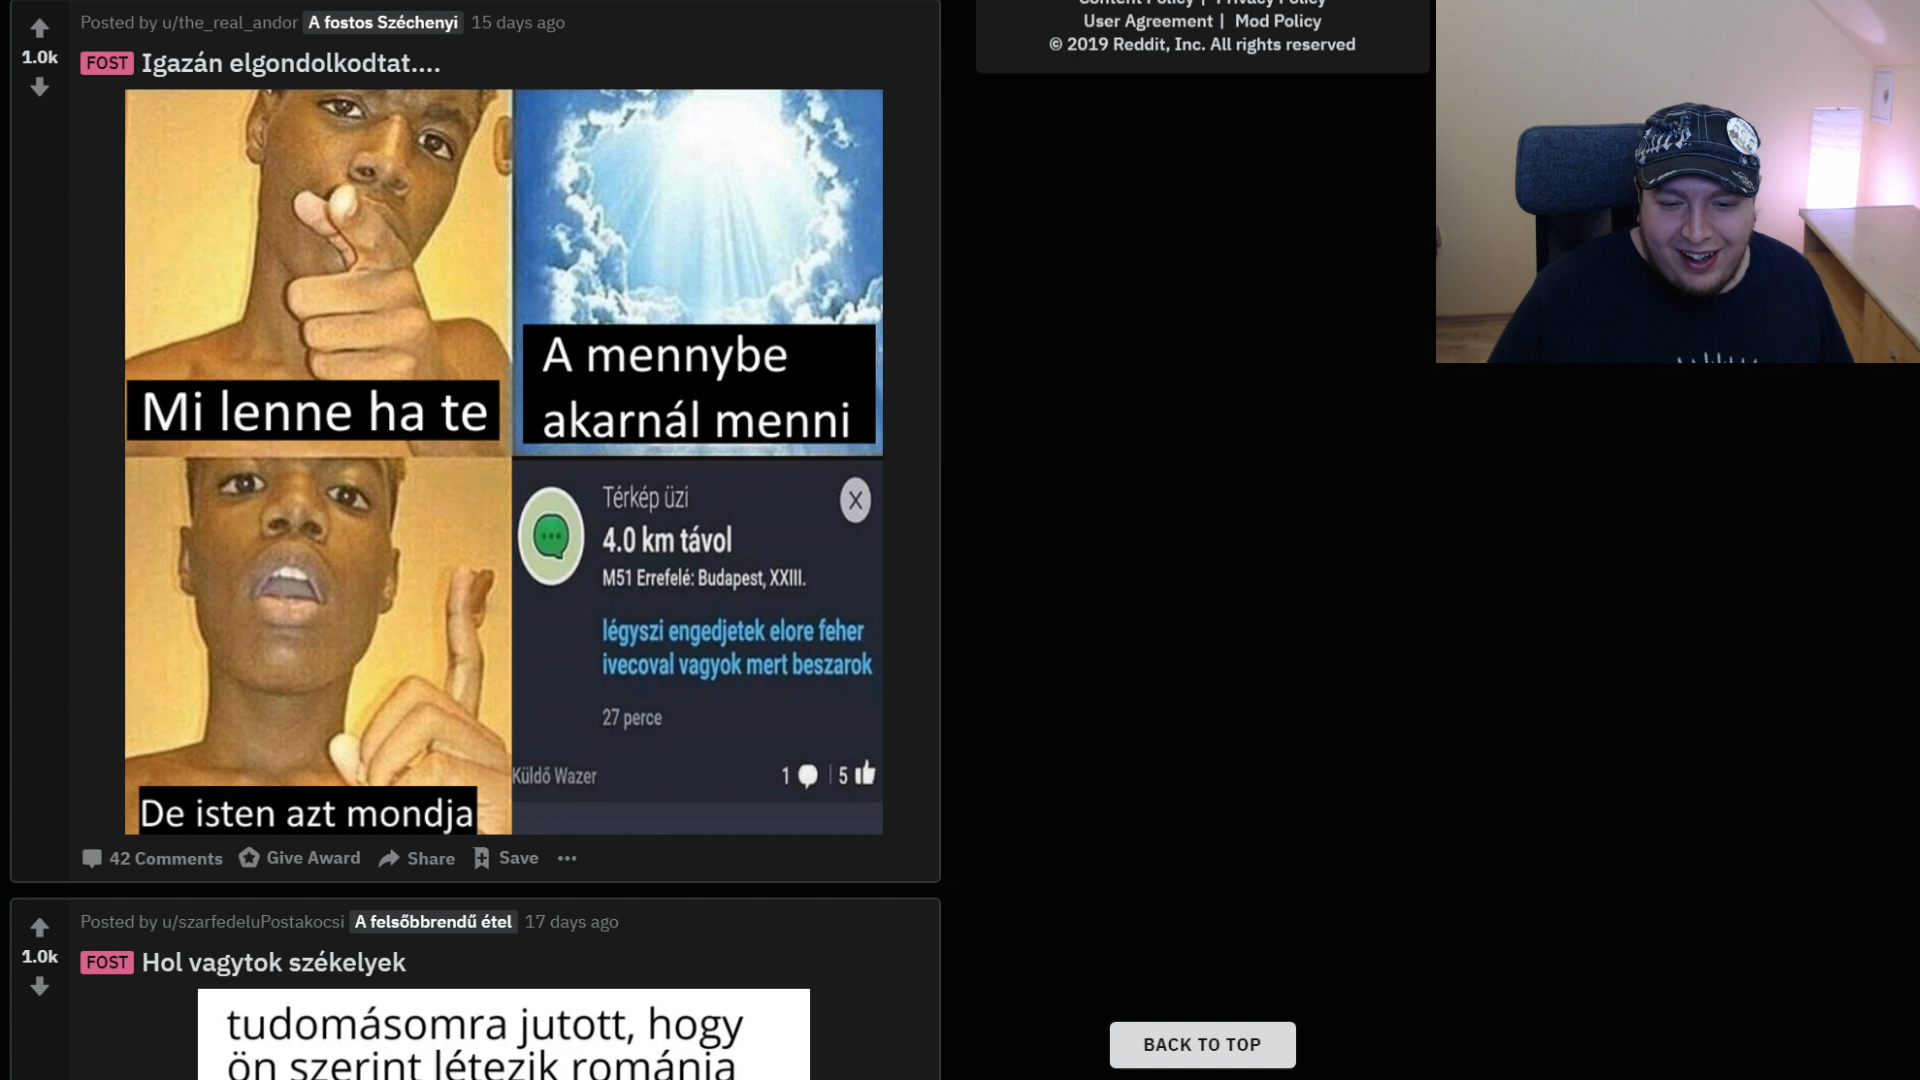 Posted by u/the_real_andor A fostos Széchenyi 15 days ago
1.0k
FOST Igazán elgondolkodtat....
Mi lenne ha te
A mennybe
akarnál menni
De isten azt mondja
Térkép üzi
X
4.0 km távol
M51 Errefelé: Budapest, XXIII.
légyszi engedjetek elore feher
ivecoval vagyok mert beszarok
27 perce
Küldő Wazer
1 5
42 Comments Give Award Share Save
Posted by u/szarfedeluPostakocsi A felsőbbrendű étel 17 days ago
1.0k
FOST Hol vagytok székelyek
tudomásomra jutott, hogy
ön szerint létezik románia
Content Policy | Privacy Policy
User Agreement | Mod Policy
© 2019 Reddit, Inc. All rights reserved
BACK TO TOP